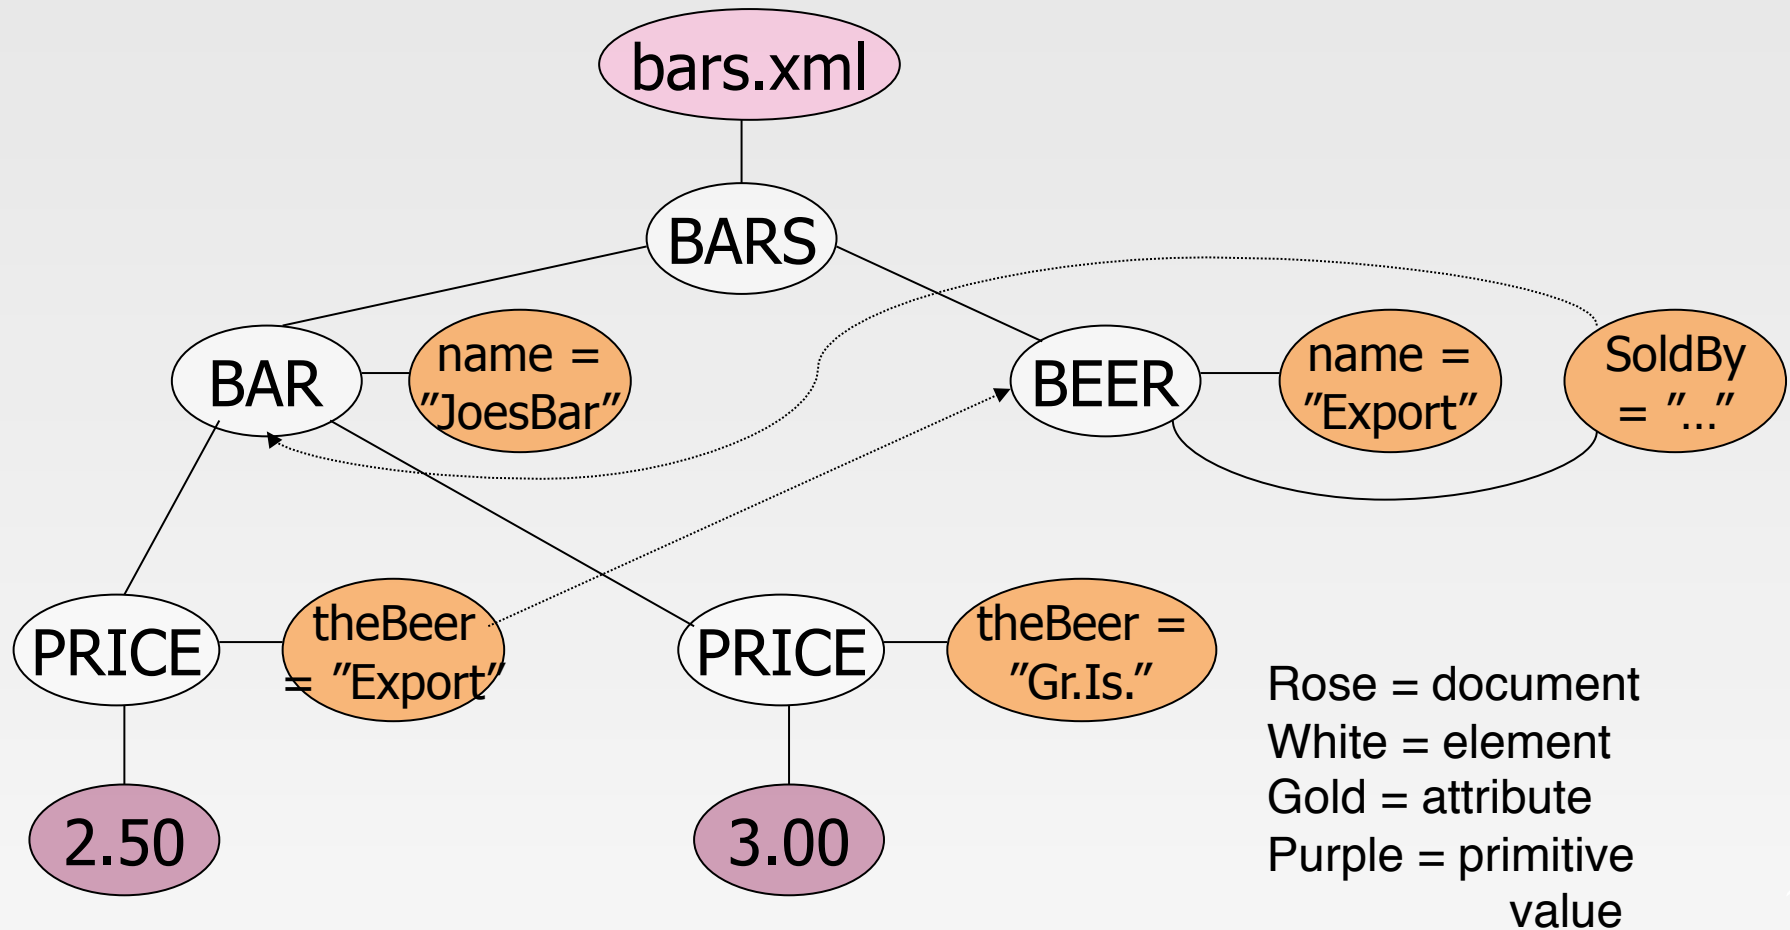 bars.xml
BARS
BAR
name =
"JoesBar"
BEER
name =
"Export"
SoldBy
= "…"
PRICE
theBeer
= "Export"
PRICE
theBeer =
"Gr.Is."
2.50
3.00
Rose = document
White = element
Gold = attribute
Purple = primitive
value